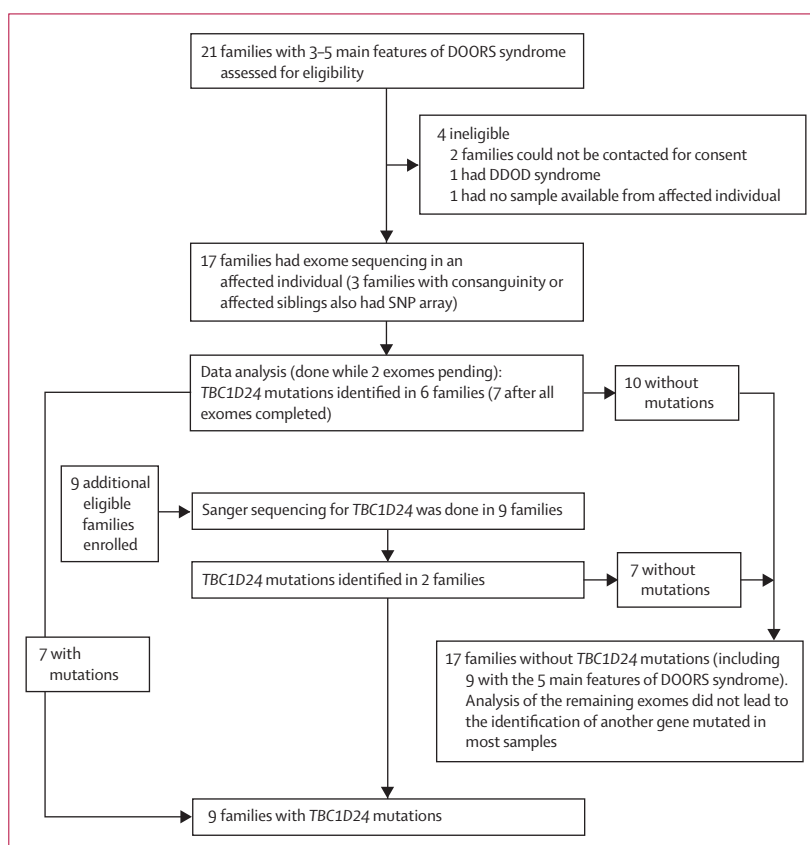 21 families with 3–5 main features of DOORS syndrome
assessed for eligibility
4 ineligible
2 families could not be contacted for consent
1 had DDOD syndrome
1 had no sample available from affected individual
17 families had exome sequencing in an
affected individual (3 families with consanguinity or
affected siblings also had SNP array)
Data analysis (done while 2 exomes pending):
TBC1D24 mutations identified in 6 families (7 after all
exomes completed)
10 without
mutations
9 additional
eligible
families
enrolled
Sanger sequencing for TBC1D24 was done in 9 families
TBC1D24 mutations identified in 2 families
7 without
mutations
7 with
mutations
17 families without TBC1D24 mutations (including
9 with the 5 main features of DOORS syndrome).
Analysis of the remaining exomes did not lead to
the identification of another gene mutated in
most samples
9 families with TBC1D24 mutations